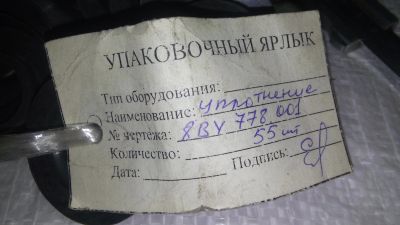 УПАКОВОЧНЫЙ ЯРЛЫК
Тип оборудования:
Наименование: уплотнение
№ чертежа: 8ВУ 778 001
Количество: 55 шт
Дата: Подпись: